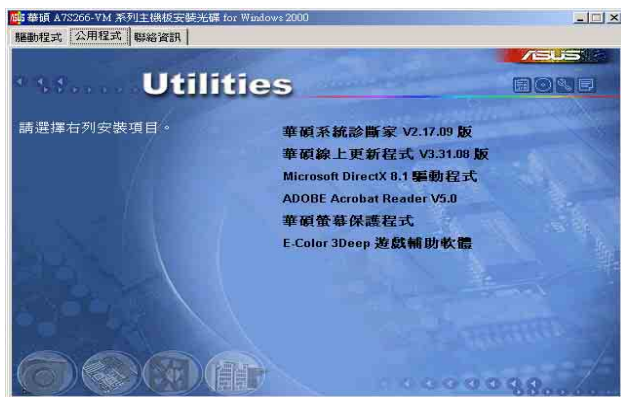 華碩 A7S266-VM 系列主機板安裝光碟 for Windows 2000
驅動程式 公用程式 聯絡資訊
ASUS
Utilities
請選擇右列安裝項目。
華碩系統診斷家 V2.17.09 版
華碩線上更新程式 V3.31.08 版
Microsoft DirectX 8.1 驅動程式
ADOBE Acrobat Reader V5.0
華碩螢幕保護程式
E-Color 3Deep 遊戲輔助軟體